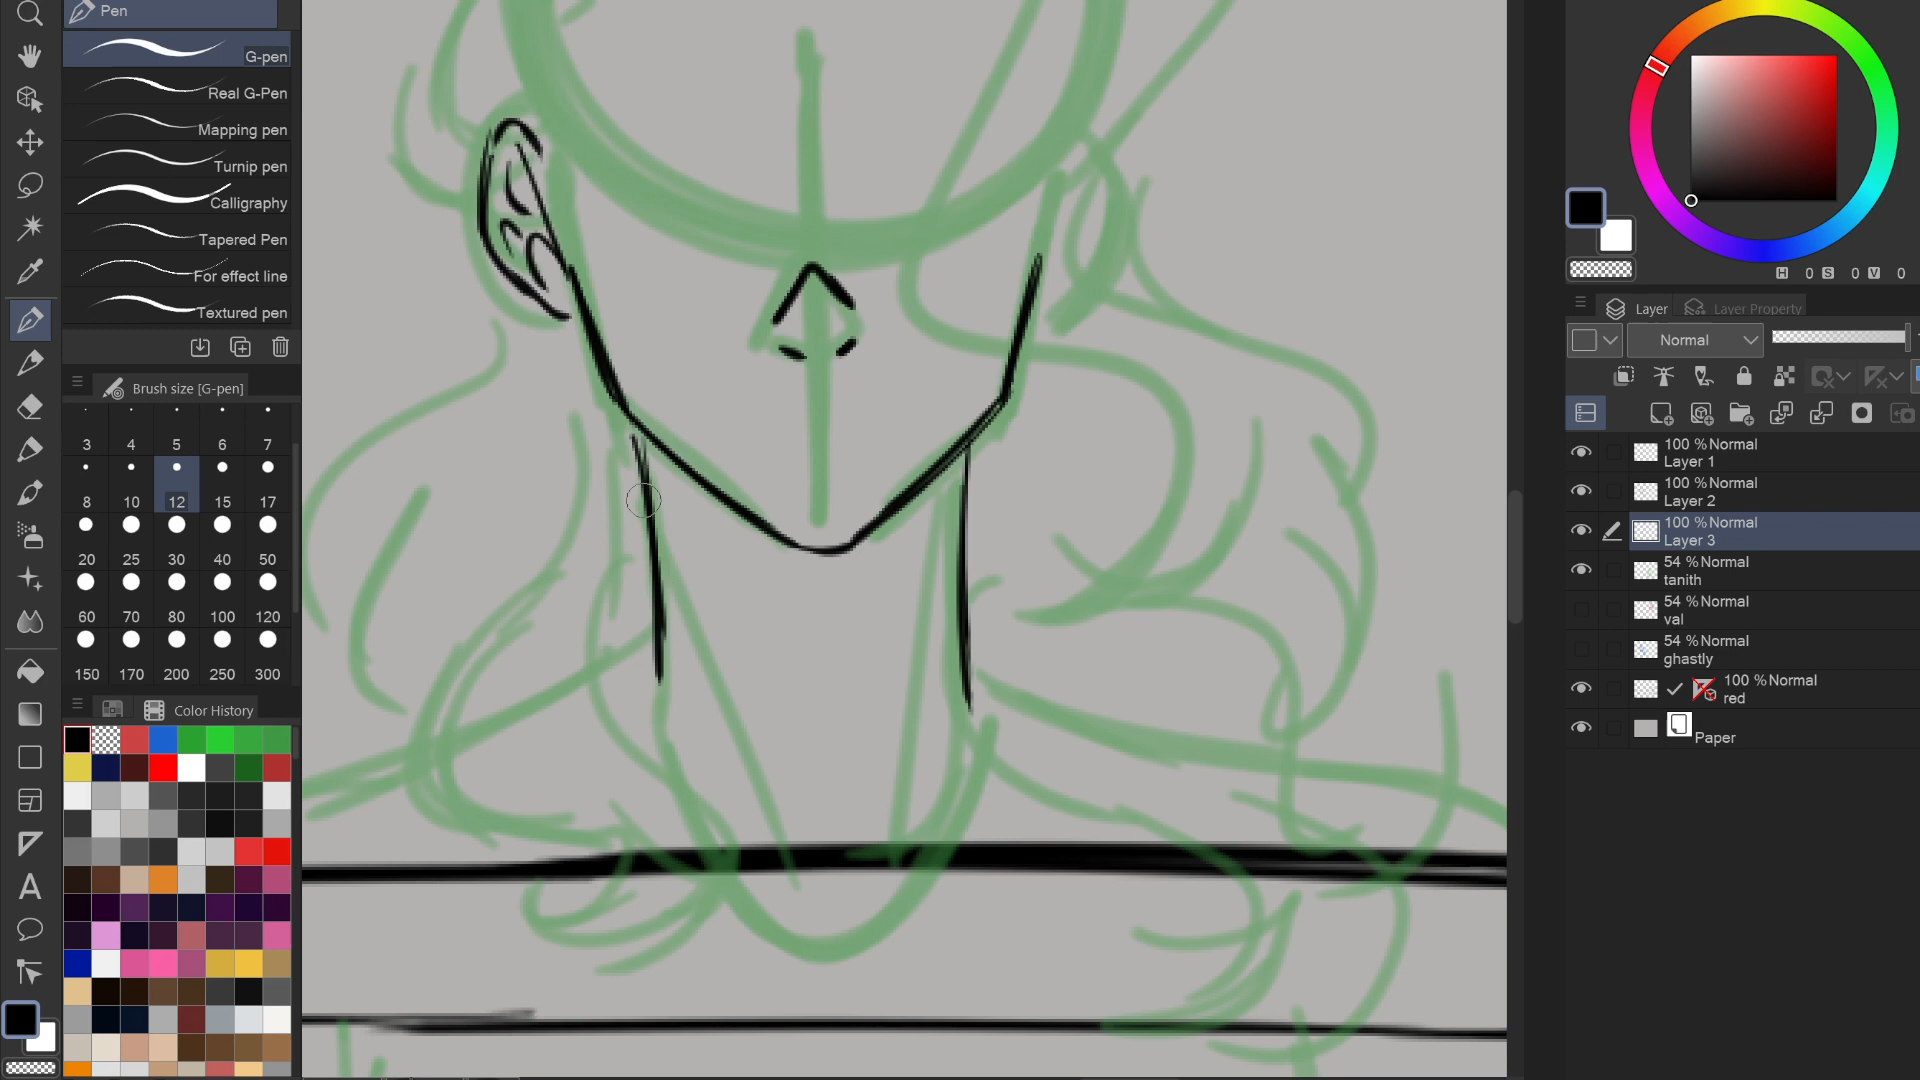 Pen
G-pen
Real G-Pen
Mapping pen
Turnip pen
Calligraphy
Tapered Pen
For effect line
Textured pen
Brush size [G-pen]
3 4 5 6 7
8 10 12 15 17
20 25 30 40 50
60 70 80 100 120
150 170 200 250 300
Color History
H 0 S 0 V 0
Layer Layer Property
Normal
100 % Normal
Layer 1
100 % Normal
Layer 2
100 % Normal
Layer 3
54 % Normal
tanith
54 % Normal
val
54 % Normal
ghastly
100 % Normal
red
Paper